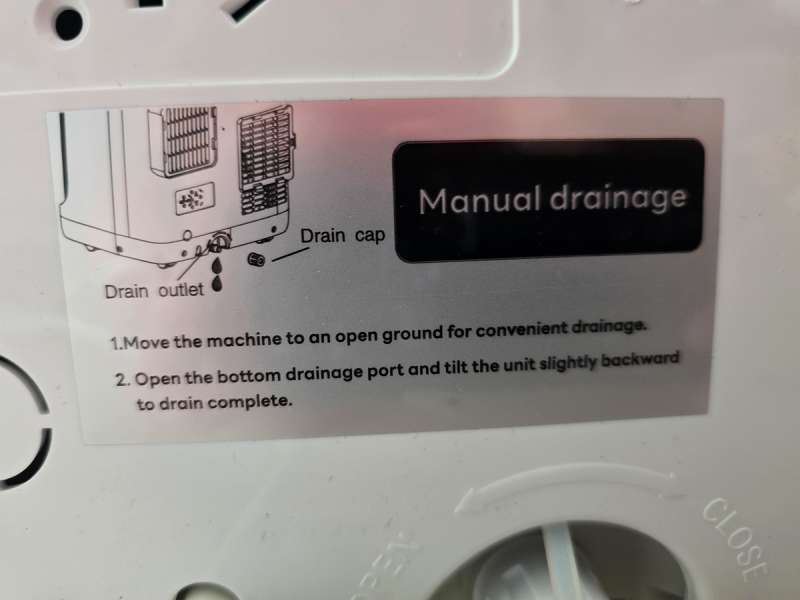 Manual drainage
Drain cap
Drain outlet
1.Move the machine to an open ground for convenient drainage.
2. Open the bottom drainage port and tilt the unit slightly backward
to drain complete.
OPEN
CLOSE